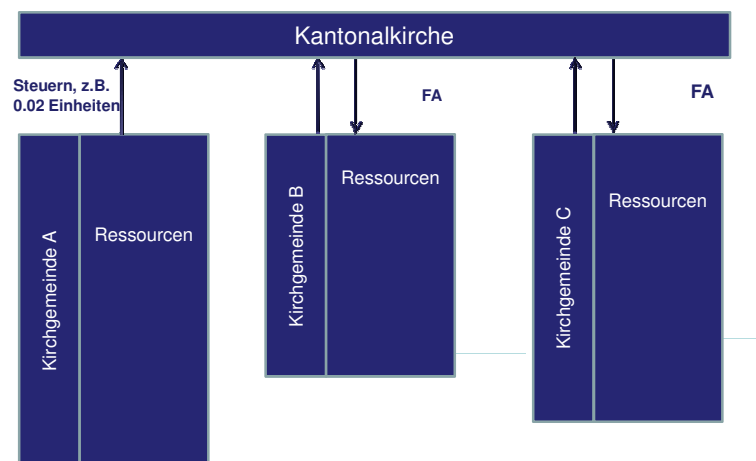 Kantonalkirche
Steuern, z.B.
0.02 Einheiten
FA
FA
Kirchgemeinde A
Ressourcen
Kirchgemeinde B
Ressourcen
Kirchgemeinde C
Ressourcen